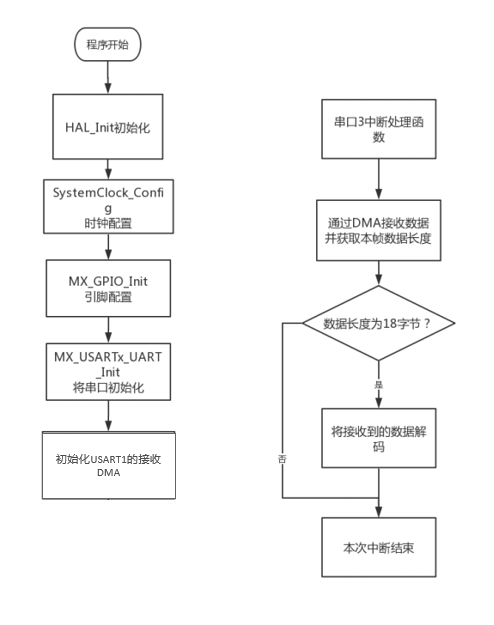 程序开始
HAL_Init初始化
SystemClock_Confi
g
时钟配置
MX_GPIO_Init
引脚配置
MX_USARTx_UART
_Init
将串口初始化
初始化USART1的接收
DMA
串口3中断处理函
数
通过DMA接收数据
并获取本帧数据长度
数据长度为18字节？
是
将接收到的数据解
码
否
本次中断结束